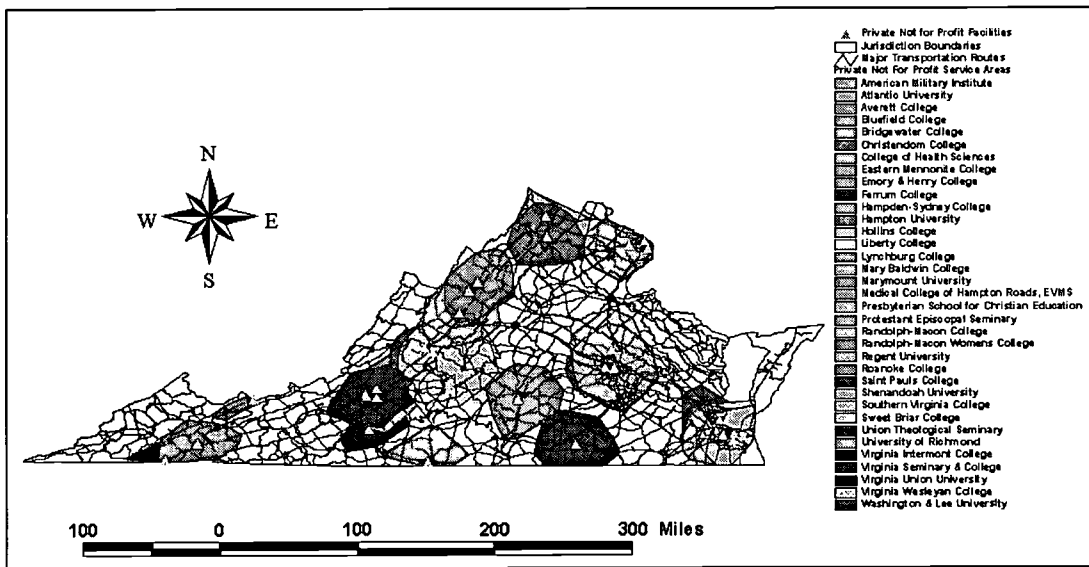 Private Not for Profit Facilities
Jurisdiction Boundaries
Major Transportation Routes
Private Not For Profit Service Areas
American Military Institute
Atlantic University
Averett College
Bluefield College
Bridgewater College
Christendom College
College of Health Sciences
Eastern Mennonite College
Emory & Henry College
Ferrum College
Hampden-Sydney College
Hampton University
Hollins College
Liberty College
Lynchburg College
Mary Baldwin College
Marymount University
Medical College of Hampton Roads, EVMS
Presbyterian School for Christian Education
Protestant Episcopal Seminary
Randolph-Macon College
Randolph-Macon Womens College
Regent University
Roanoke College
Saint Pauls College
Shenandoah University
Southern Virginia College
Sweet Briar College
Union Theological Seminary
University of Richmond
Virginia Intermont College
Virginia Seminary & College
Virginia Union University
Virginia Wesleyan College
Washington & Lee University
N
W E
S
100 0 100 200 300 Miles